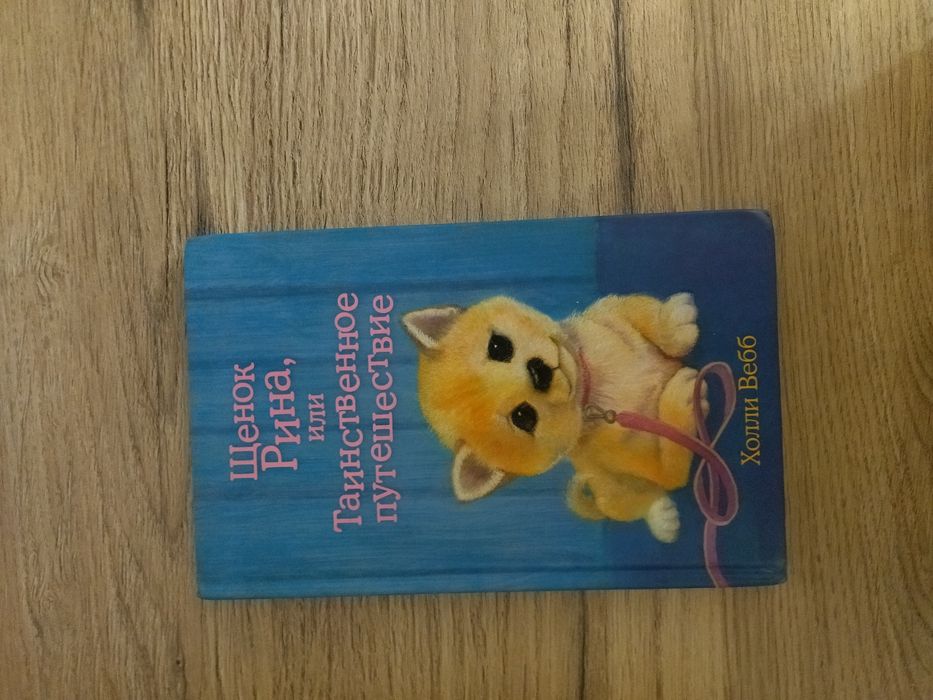 Щенок
Рина,
или
Таинственное
путешествие
Холли Вебб